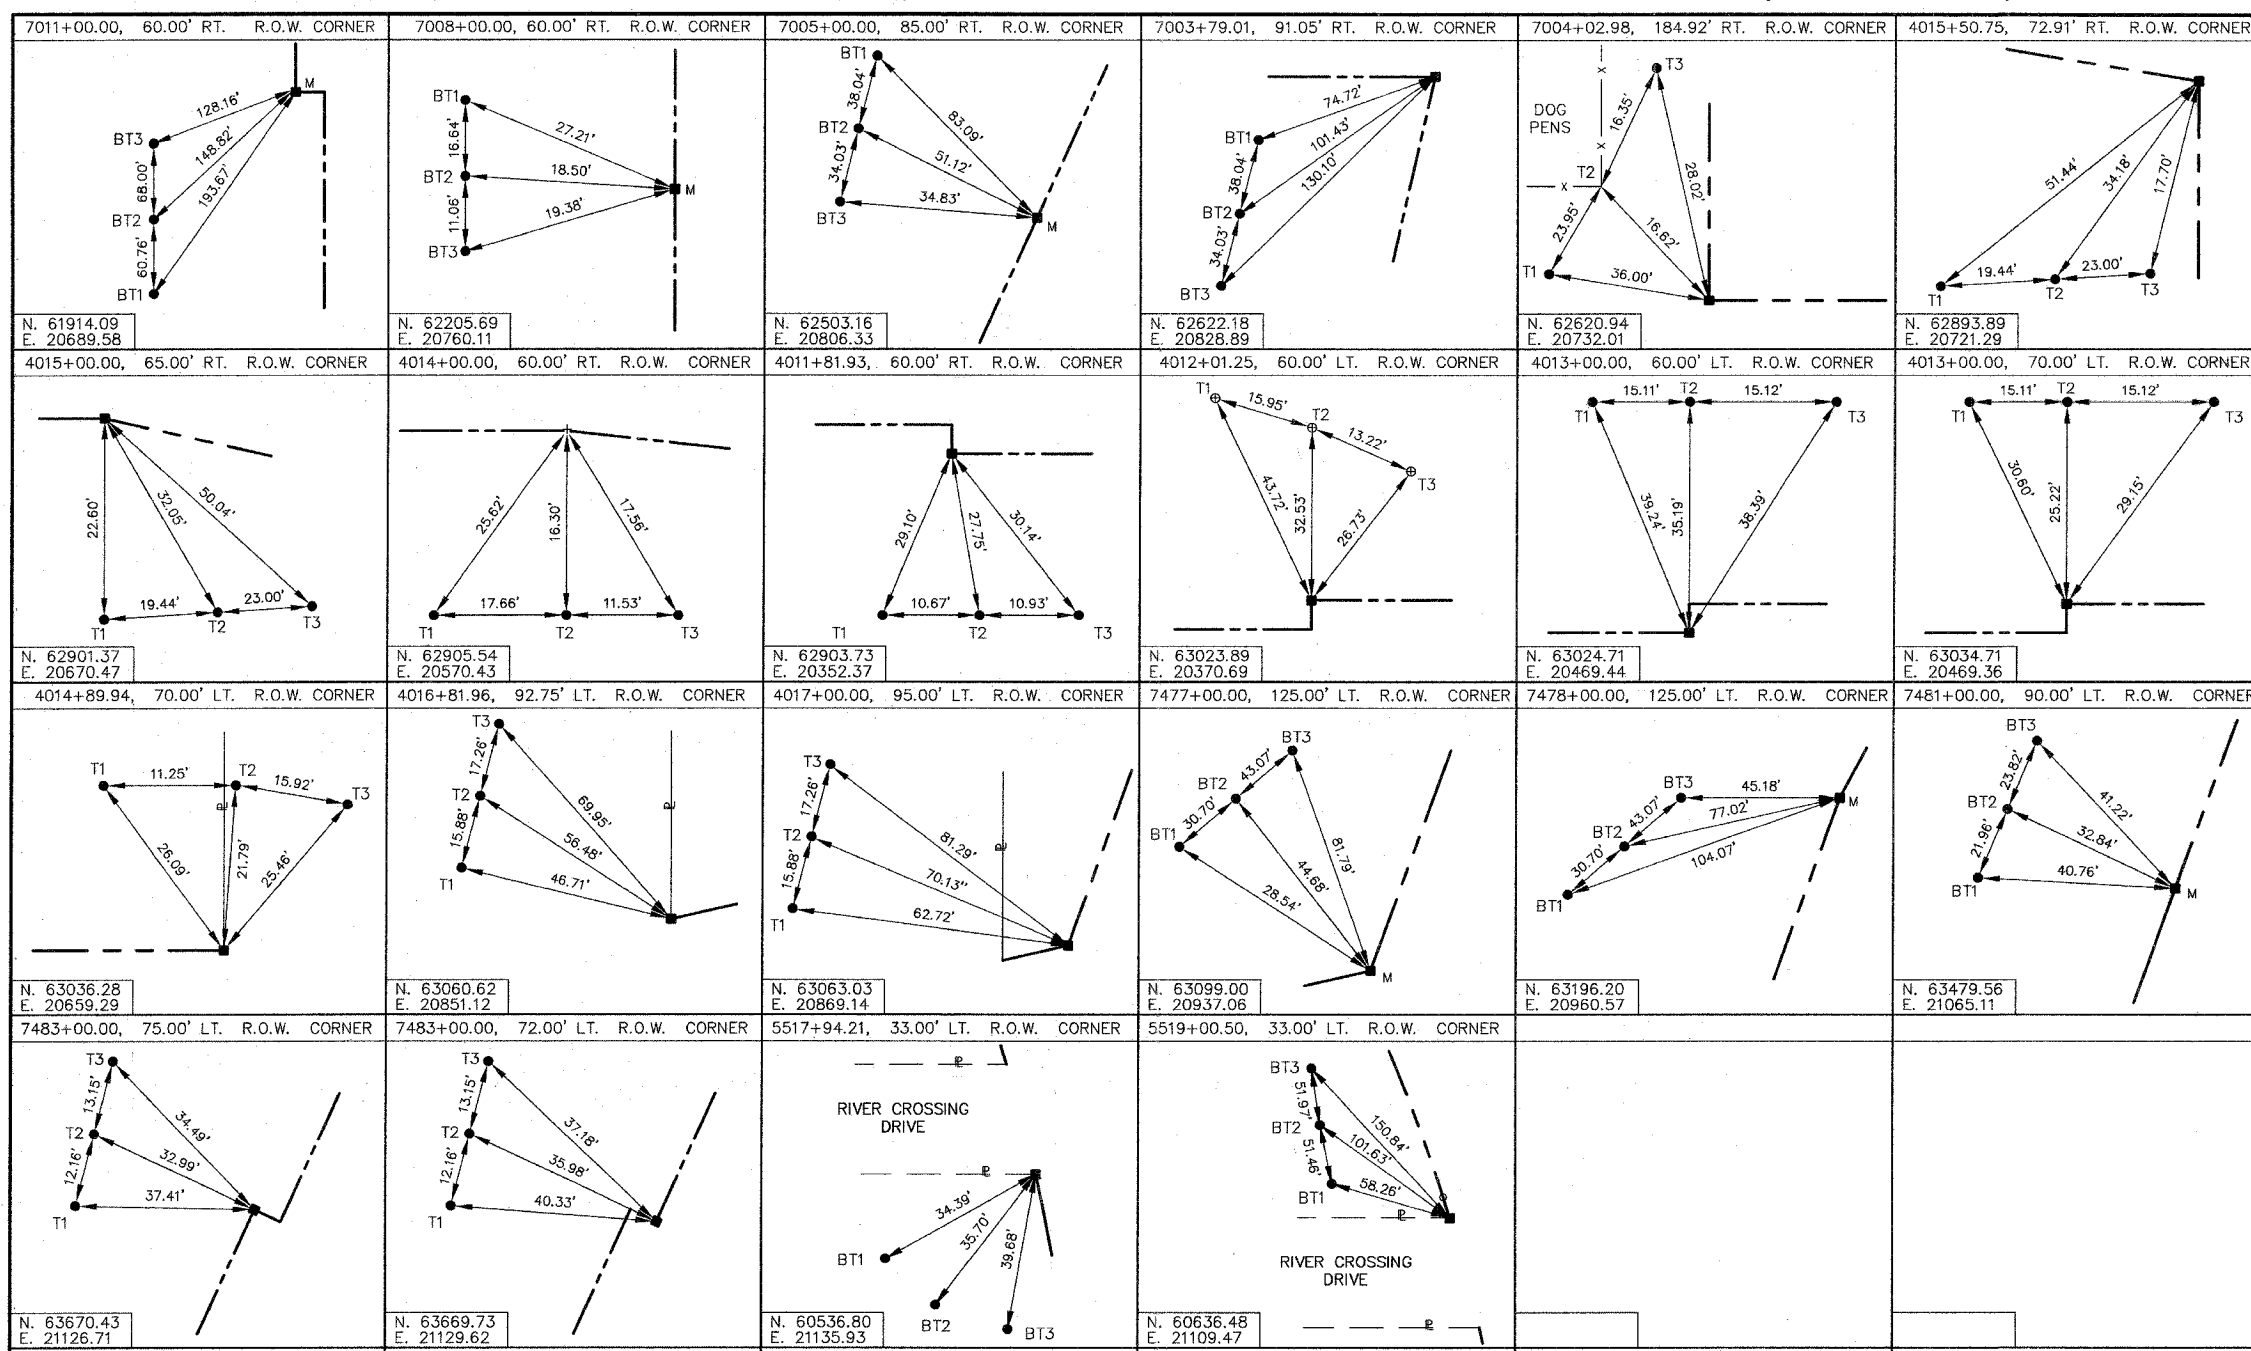 7011+00.00, 60.00' RT. R.O.W. CORNER
M
128.16'
BT3
148.82'
193.67'
68.00'
BT2
60.76'
BT1
N. 61914.09
E. 20689.58
7008+00.00, 60.00' RT. R.O.W. CORNER
BT1
27.21'
16.64'
BT2
18.50'
M
11.06'
19.38'
BT3
N. 62205.69
E. 20760.11
7005+00.00, 85.00' RT. R.O.W. CORNER
BT1
38.04'
83.09'
BT2
51.12'
34.03'
34.83'
BT3
M
N. 62503.16
E. 20806.33
7003+79.01, 91.05' RT. R.O.W. CORNER
74.72'
BT1
101.43'
130.10'
38.04'
BT2
34.03'
BT3
N. 62622.18
E. 20828.89
7004+02.98, 184.92' RT. R.O.W. CORNER
X
T3
DOG
PENS
16.35'
X
T2
28.02'
X
23.95'
16.62'
T1
36.00'
N. 62620.94
E. 20732.01
4015+50.75, 72.91' RT. R.O.W. CORNER
51.44'
34.18'
17.70'
19.44'
23.00'
T1
T2
T3
N. 62893.89
E. 20721.29
4015+00.00, 65.00' RT. R.O.W. CORNER
22.60'
32.05'
50.04'
19.44'
23.00'
T1
T2
T3
N. 62901.37
E. 20670.47
4014+00.00, 60.00' RT. R.O.W. CORNER
25.62'
16.30'
17.56'
17.66'
11.53'
T1
T2
T3
N. 62905.54
E. 20570.43
4011+81.93, 60.00' RT. R.O.W. CORNER
29.10'
27.75'
30.14'
10.67'
10.93'
T1
T2
T3
N. 62903.73
E. 20352.37
4012+01.25, 60.00' LT. R.O.W. CORNER
T1
15.95'
T2
13.22'
T3
43.72'
32.53'
26.73'
N. 63023.89
E. 20370.69
4013+00.00, 60.00' LT. R.O.W. CORNER
15.11'
T2
15.12'
T1
T3
39.24'
35.19'
38.39'
N. 63024.71
E. 20469.44
4013+00.00, 70.00' LT. R.O.W. CORNER
15.11'
T2
15.12'
T1
T3
30.60'
25.22'
29.15'
N. 63034.71
E. 20469.36
4014+89.94, 70.00' LT. R.O.W. CORNER
T1
11.25'
T2
15.92'
T3
26.09'
21.79'
25.46'
N. 63036.28
E. 20659.29
4016+81.96, 92.75' LT. R.O.W. CORNER
T3
17.26'
69.95'
T2
15.88'
56.48'
T1
46.71'
N. 63060.62
E. 20851.12
4017+00.00, 95.00' LT. R.O.W. CORNER
T3
17.26'
T2
81.29'
15.88'
70.13''
T1
62.72'
N. 63063.03
E. 20869.14
7477+00.00, 125.00' LT. R.O.W. CORNER
BT3
43.07'
BT2
30.70'
BT1
81.79'
44.68'
28.54'
M
N. 63099.00
E. 20937.06
7478+00.00, 125.00' LT. R.O.W. CORNER
BT3
45.18'
M
43.07'
77.02'
BT2
30.70'
104.07'
BT1
N. 63196.20
E. 20960.57
7481+00.00, 90.00' LT. R.O.W. CORNER
BT3
23.82'
41.22'
BT2
21.96'
32.84'
BT1
40.76'
M
N. 63479.56
E. 21065.11
7483+00.00, 75.00' LT. R.O.W. CORNER
T3
13.15'
34.49'
T2
12.16'
32.99'
37.41'
T1
N. 63670.43
E. 21126.71
7483+00.00, 72.00' LT. R.O.W. CORNER
T3
13.15'
37.18'
T2
12.16'
35.98'
40.33'
T1
N. 63669.73
E. 21129.62
5517+94.21, 33.00' LT. R.O.W. CORNER
RIVER CROSSING
DRIVE
34.39'
35.70'
39.68'
BT1
BT2
BT3
N. 60536.80
E. 21135.93
5519+00.50, 33.00' LT. R.O.W. CORNER
BT3
51.97'
150.84'
BT2
101.63'
51.46'
BT1
58.26'
RIVER CROSSING
DRIVE
N. 60636.48
E. 21109.47